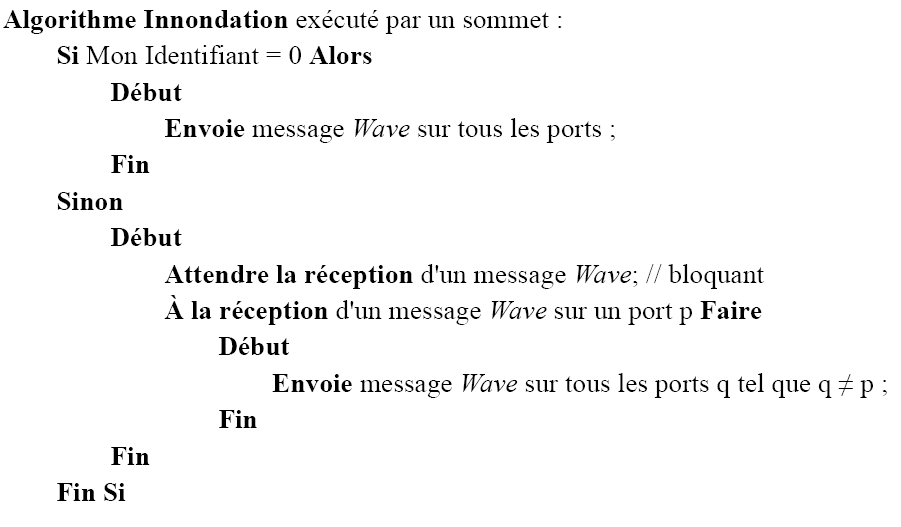 Algorithme Innondation exécuté par un sommet :
Si Mon Identifiant = 0 Alors
Début
Envoie message Wave sur tous les ports ;
Fin
Sinon
Début
Attendre la réception d'un message Wave; // bloquant
À la réception d'un message Wave sur un port p Faire
Début
Envoie message Wave sur tous les ports q tel que q ≠ p ;
Fin
Fin
Fin Si